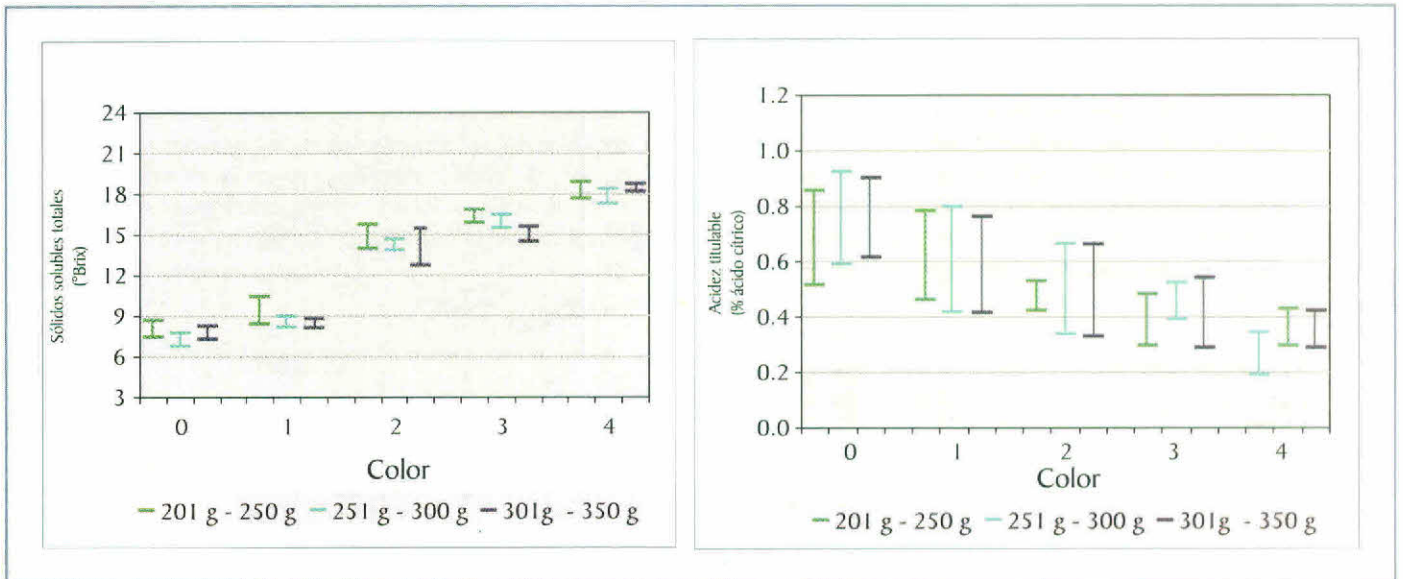 Sólidos solubles totales
(°Brix)
24
21
18
15
12
9
6
3
0 1 2 3 4
Color
201 g - 250 g 251 g - 300 g 301g - 350 g
Acidez titulable
(% ácido cítrico)
1.2
1.0
0.8
0.6
0.4
0.2
0.0
0 1 2 3 4
Color
201 g - 250 g 251 g - 300 g 301g - 350 g